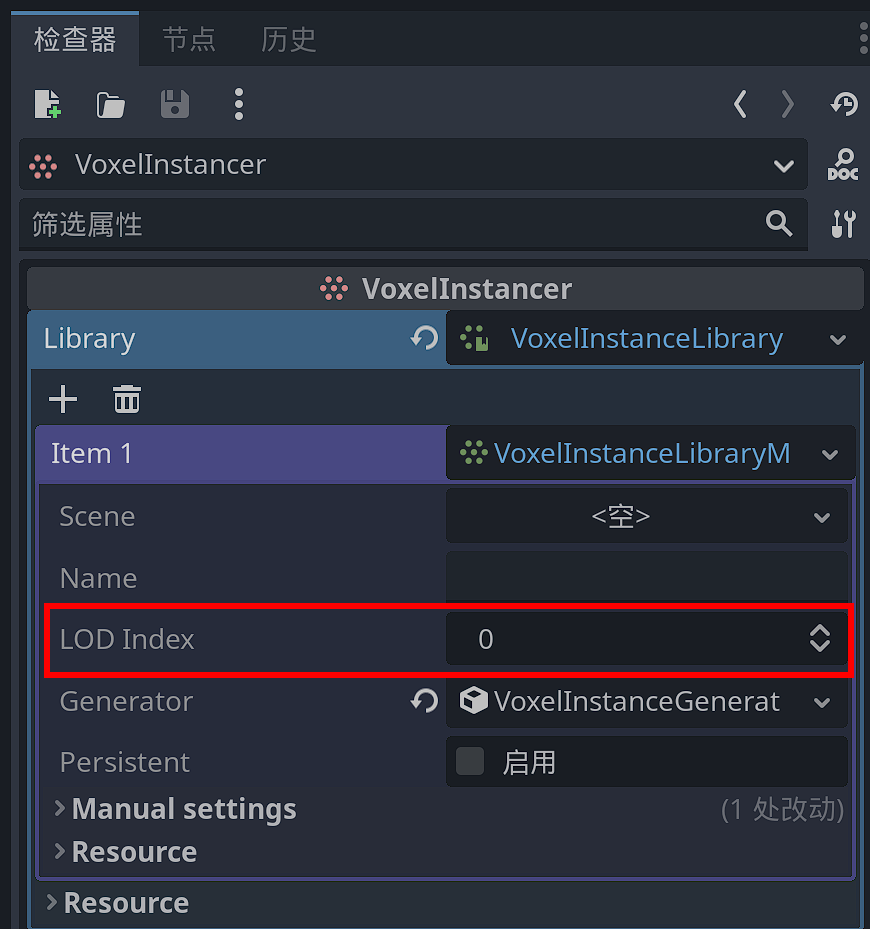 检查器 节点 历史
VoxelInstancer
DOC
筛选属性
VoxelInstancer
Library VoxelInstanceLibrary
Item 1 VoxelInstanceLibraryM
Scene <空>
Name
LOD Index 0
Generator VoxelInstanceGenerat
Persistent 启用
Manual settings (1 处改动)
Resource
Resource